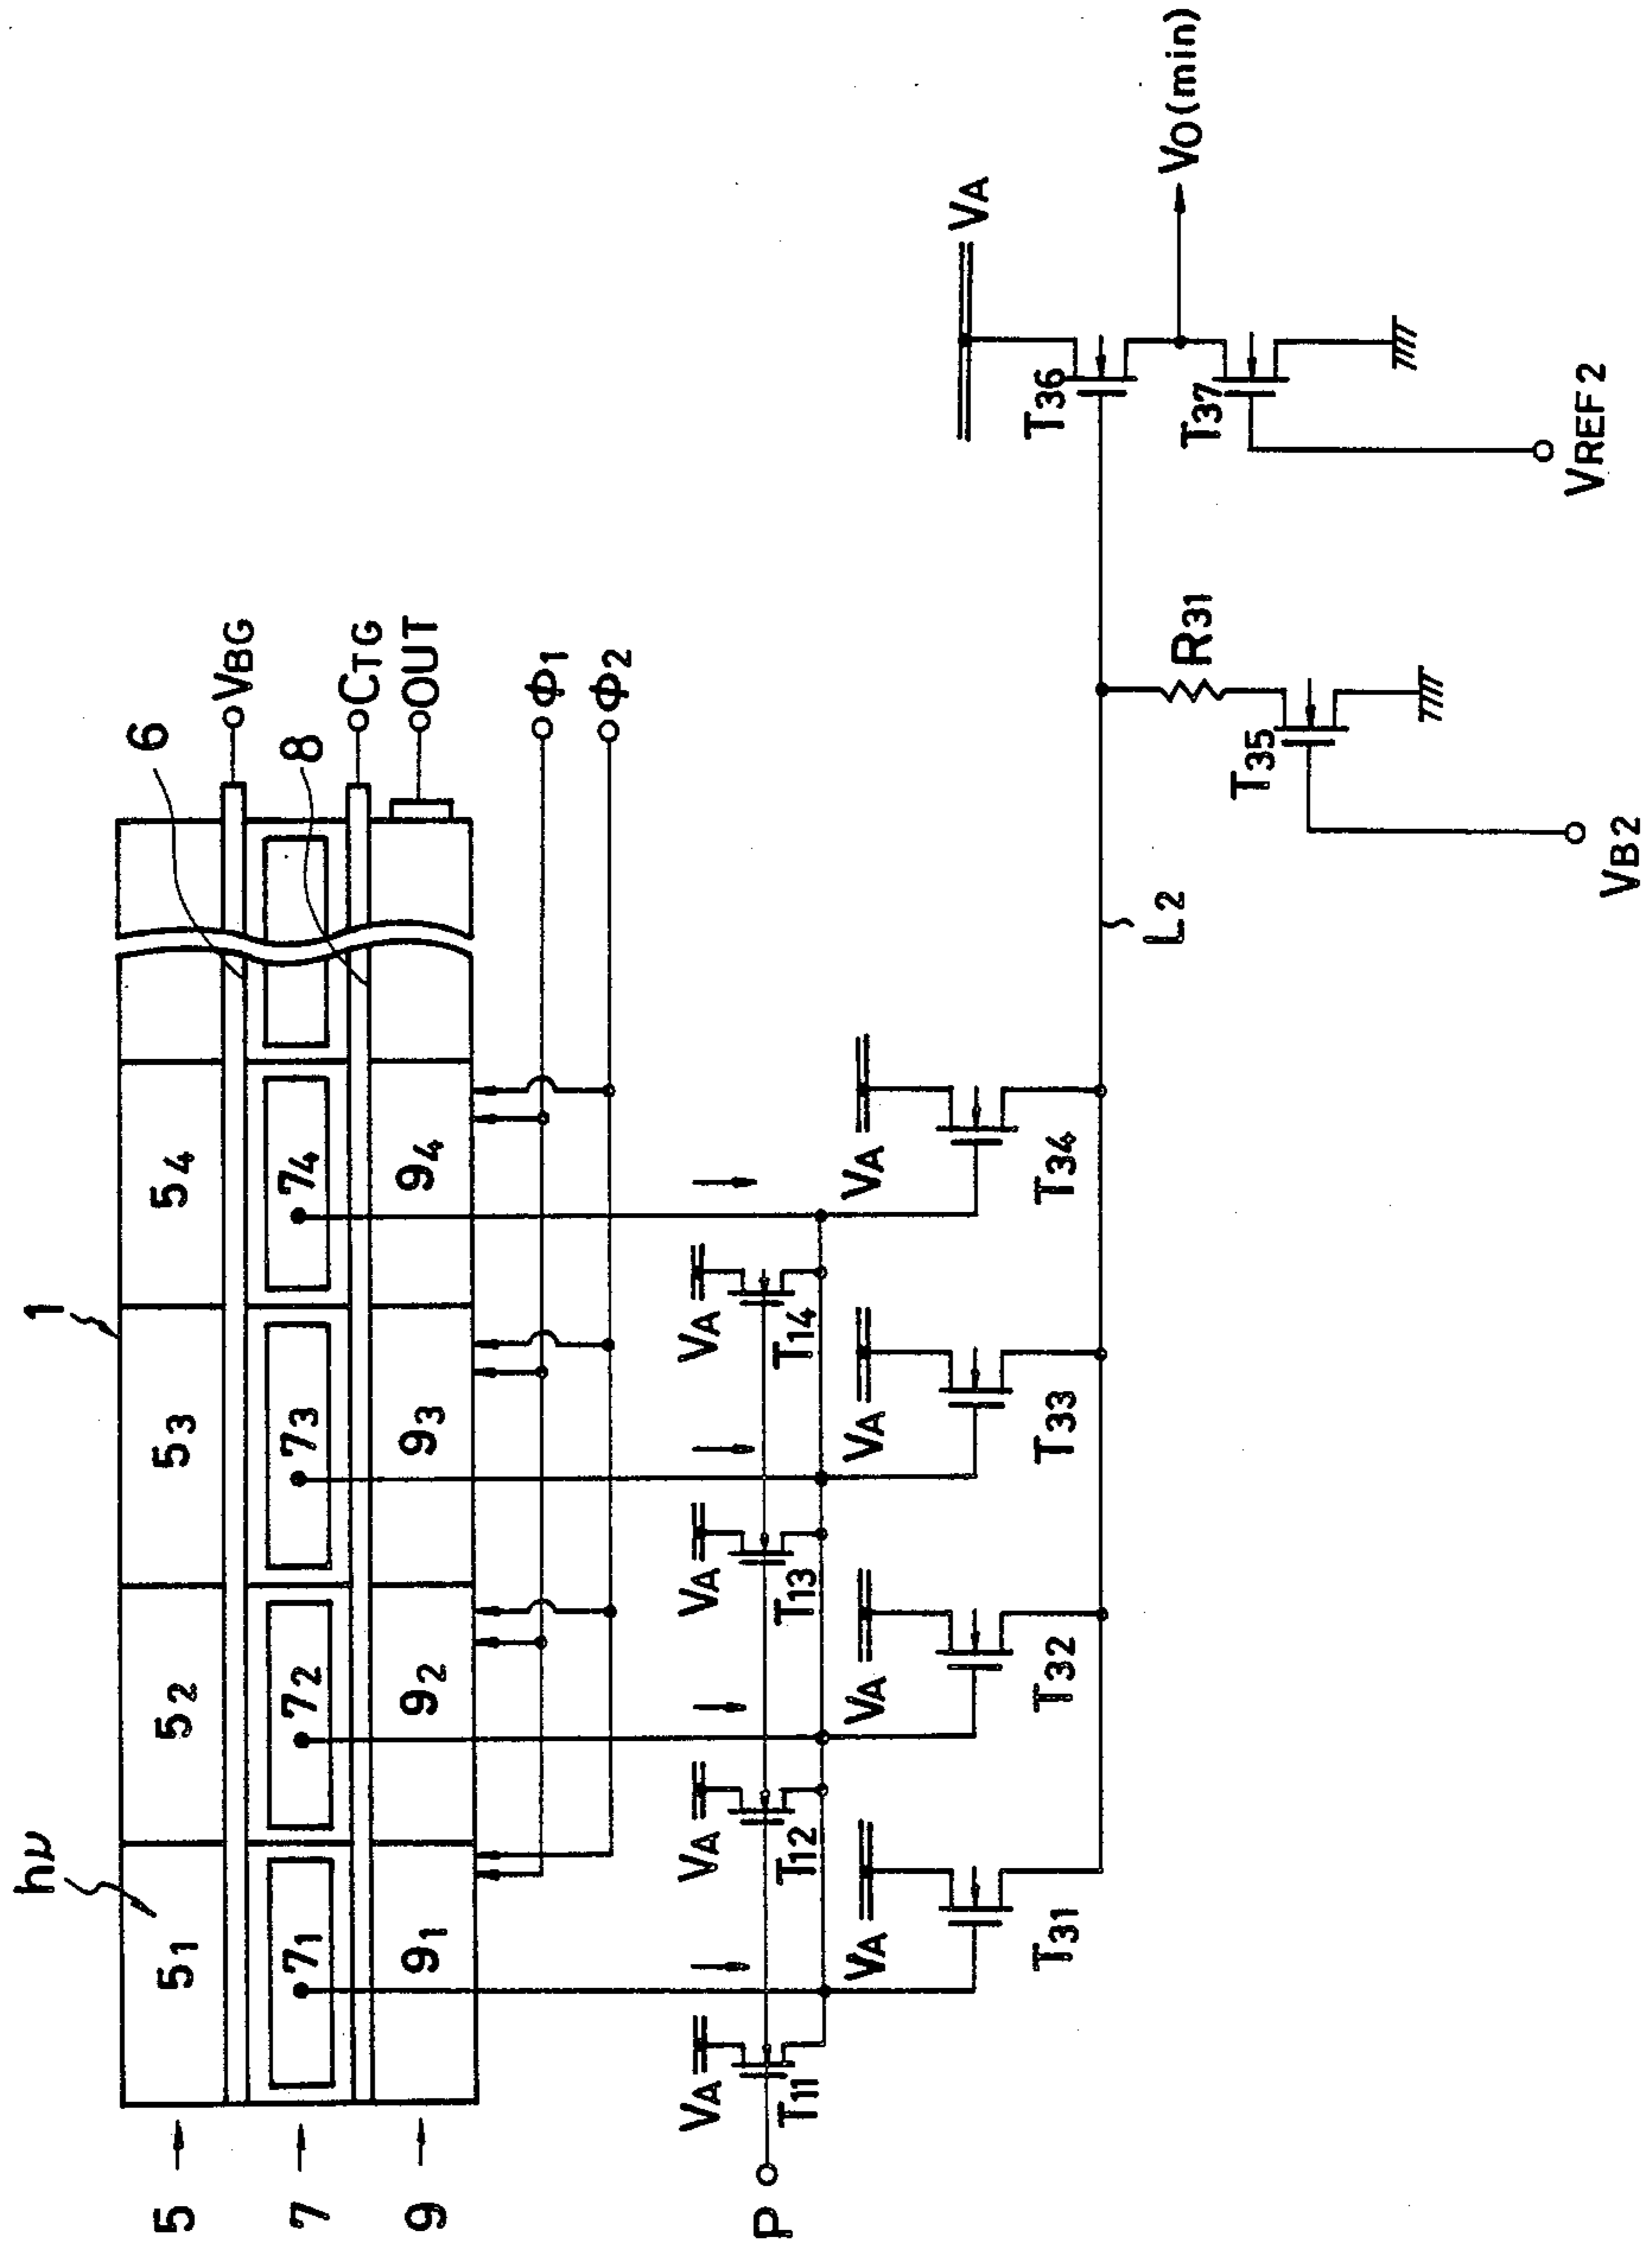 hν
1
6
8
VBG
CTG
OUT
Φ1
Φ2
5
51
52
53
54
7
71
72
73
74
9
91
92
93
94
P
VA
T11
VA
T12
VA
T13
VA
T14
VA
T31
VA
T32
VA
T33
VA
T34
L2
R31
T35
VB2
VA
T36
T37
VO(min)
VREF2